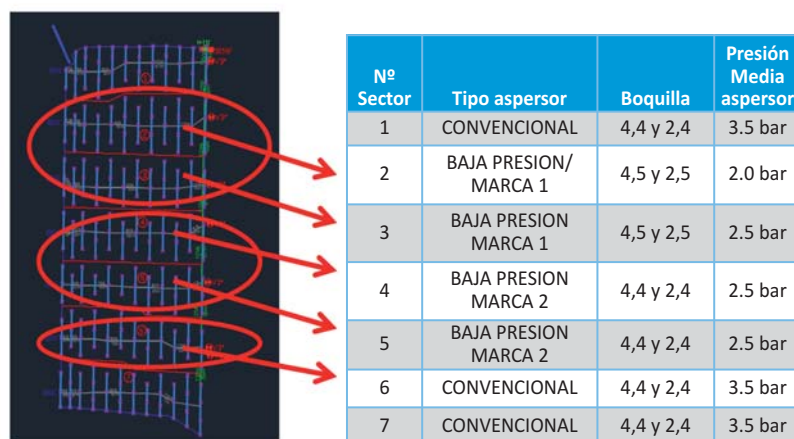 Nº Sector Tipo aspersor Boquilla Presión Media aspersor
1 CONVENCIONAL 4,4 y 2,4 3.5 bar
2 BAJA PRESION/ MARCA 1 4,5 y 2,5 2.0 bar
3 BAJA PRESION MARCA 1 4,5 y 2,5 2.5 bar
4 BAJA PRESION MARCA 2 4,4 y 2,4 2.5 bar
5 BAJA PRESION MARCA 2 4,4 y 2,4 2.5 bar
6 CONVENCIONAL 4,4 y 2,4 3.5 bar
7 CONVENCIONAL 4,4 y 2,4 3.5 bar